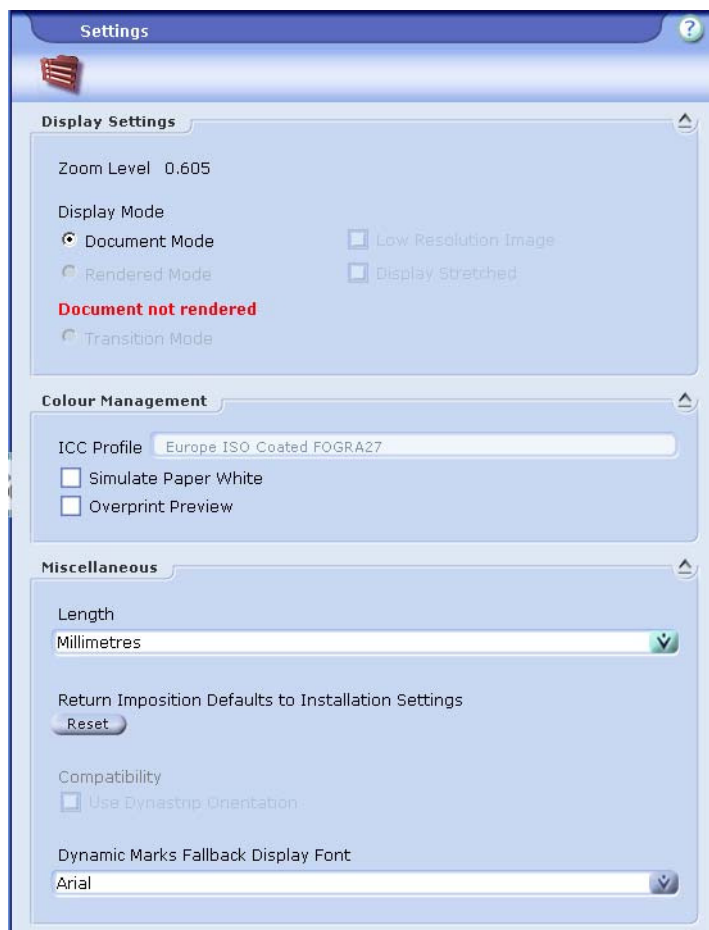 Settings
?
Display Settings
Zoom Level 0.605
Display Mode
Document Mode
Low Resolution Image
Rendered Mode
Display Stretched
Document not rendered
Transition Mode
Colour Management
ICC Profile Europe ISO Coated FOGRA27
Simulate Paper White
Overprint Preview
Miscellaneous
Length
Millimetres
Return Imposition Defaults to Installation Settings
Reset
Compatibility
Use Dynastrip Orientation
Dynamic Marks Fallback Display Font
Arial